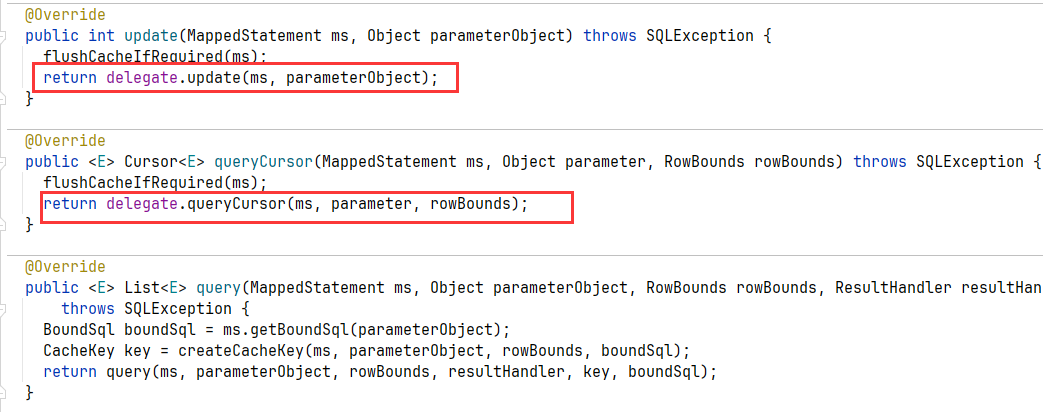 @Override
public int update(MappedStatement ms, Object parameterObject) throws SQLException {
flushCacheIfRequired(ms);
return delegate.update(ms, parameterObject);
}
@Override
public <E> Cursor<E> queryCursor(MappedStatement ms, Object parameter, RowBounds rowBounds) throws SQLException {
flushCacheIfRequired(ms);
return delegate.queryCursor(ms, parameter, rowBounds);
}
@Override
public <E> List<E> query(MappedStatement ms, Object parameterObject, RowBounds rowBounds, ResultHandler resultHan
throws SQLException {
BoundSql boundSql = ms.getBoundSql(parameterObject);
CacheKey key = createCacheKey(ms, parameterObject, rowBounds, boundSql);
return query(ms, parameterObject, rowBounds, resultHandler, key, boundSql);
}